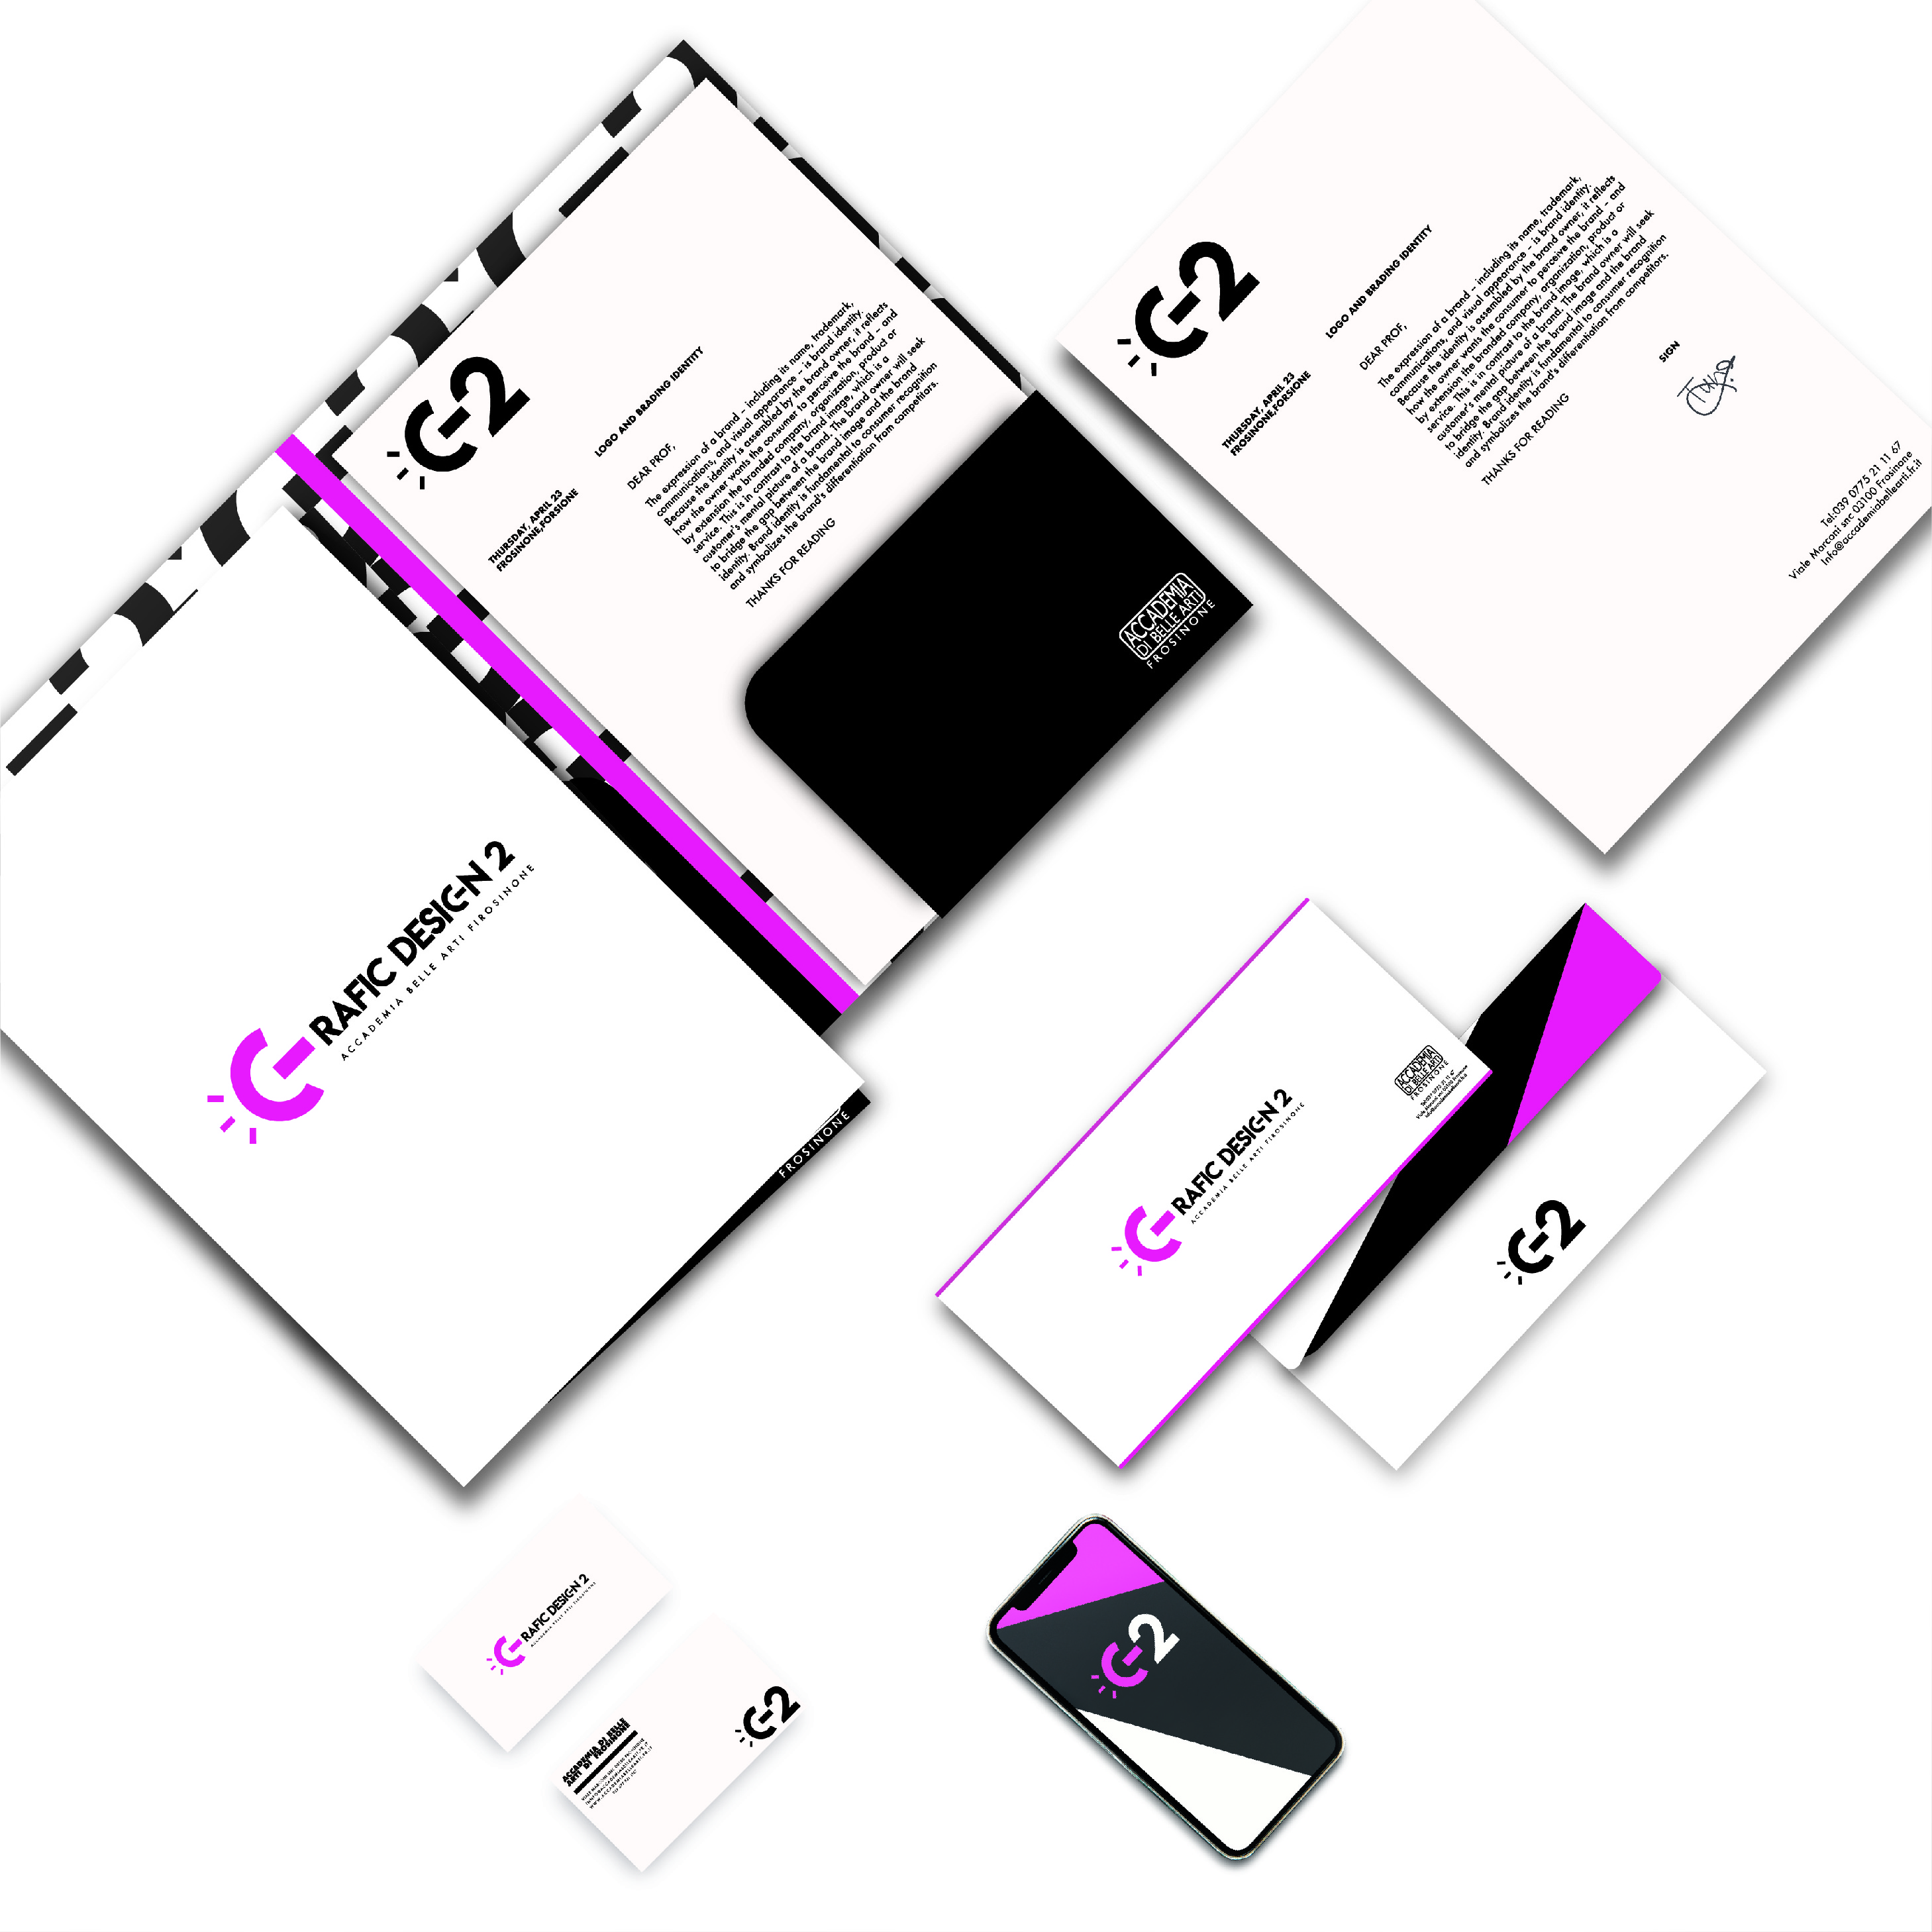 G2
THURSDAY, APRIL 23
FROSINONE,FORSIONE
LOGO AND BRADING IDENTITY
DEAR PROF,
The expression of a brand – including its name, trademark,
communications, and visual appearance – is brand identity.
Because the identity is assembled by the brand owner, it reflects
how the owner wants the consumer to perceive the brand – and
by extension the branded company, organization, product or
service. This is in contrast to the brand image, which is a
customer's mental picture of a brand. The brand owner will seek
to bridge the gap between the brand image and the brand
identity. Brand identity is fundamental to consumer recognition
and symbolizes the brand's differentiation from competitors.
THANKS FOR READING
ACCADEMIA
DI BELLE ARTI
FROSINONE
G2
THURSDAY, APRIL 23
FROSINONE,FORSIONE
LOGO AND BRADING IDENTITY
DEAR PROF,
The expression of a brand – including its name, trademark,
communications, and visual appearance – is brand identity.
Because the identity is assembled by the brand owner, it reflects
how the owner wants the consumer to perceive the brand – and
by extension the branded company, organization, product or
service. This is in contrast to the brand image, which is a
customer's mental picture of a brand. The brand owner will seek
to bridge the gap between the brand image and the brand
identity. Brand identity is fundamental to consumer recognition
and symbolizes the brand's differentiation from competitors.
THANKS FOR READING
SIGN
Tel:039 0775 21 11 67
Viale Marconi snc 03100 Frosinone
Info@accademiabellearti.fr.it
GRAFIC DESIGN 2
ACCADEMIA BELLE ARTI FIROSINONE
FROSINONE
GRAFIC DESIGN 2
ACCADEMIA BELLE ARTI FIROSINONE
ACCADEMIA
DI BELLE ARTI
FROSINONE
G2
GRAFIC DESIGN 2
ACCADEMIA BELLE ARTI FIROSINONE
ACCADEMIA DI BELLE
ARTI DI FROSINONE
G2
G2